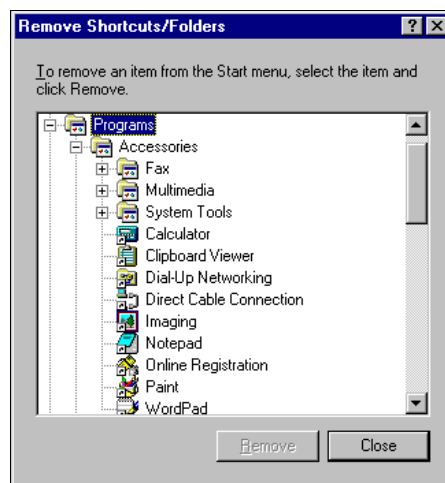 Remove Shortcuts/Folders
To remove an item from the Start menu, select the item and
click Remove.
Programs
Accessories
Fax
Multimedia
System Tools
Calculator
Clipboard Viewer
Dial-Up Networking
Direct Cable Connection
Imaging
Notepad
Online Registration
Paint
WordPad
Remove
Close